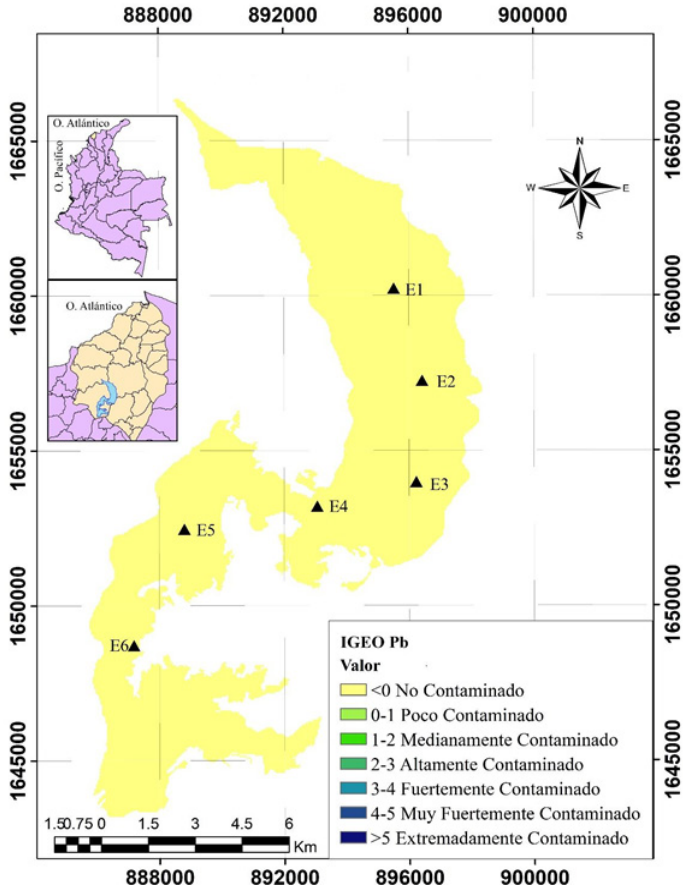 888000 892000 896000 900000
1665000 1665000
O. Atlántico
O. Pacífico
N
W E
S
O. Atlántico
1660000 1660000
E1
E2
1655000 1655000
E3
E4
E5
1650000 1650000
E6
IGEO Pb
Valor
<0 No Contaminado
0-1 Poco Contaminado
1-2 Medianamente Contaminado
2-3 Altamente Contaminado
3-4 Fuertemente Contaminado
4-5 Muy Fuertemente Contaminado
>5 Extremadamente Contaminado
1645000 1645000
1.5 0.75 0 1.5 3 4.5 6
Km
888000 892000 896000 900000